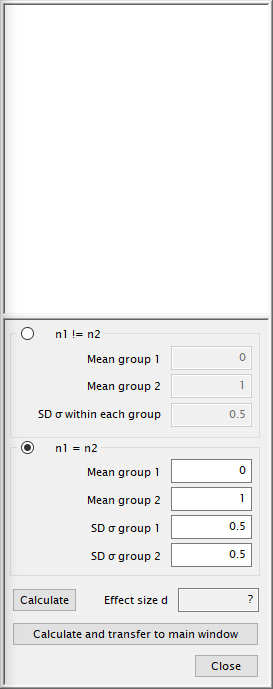 n1 != n2
Mean group 1 0
Mean group 2 1
SD σ within each group 0.5
n1 = n2
Mean group 1 0
Mean group 2 1
SD σ group 1 0.5
SD σ group 2 0.5
Calculate Effect size d ?
Calculate and transfer to main window
Close